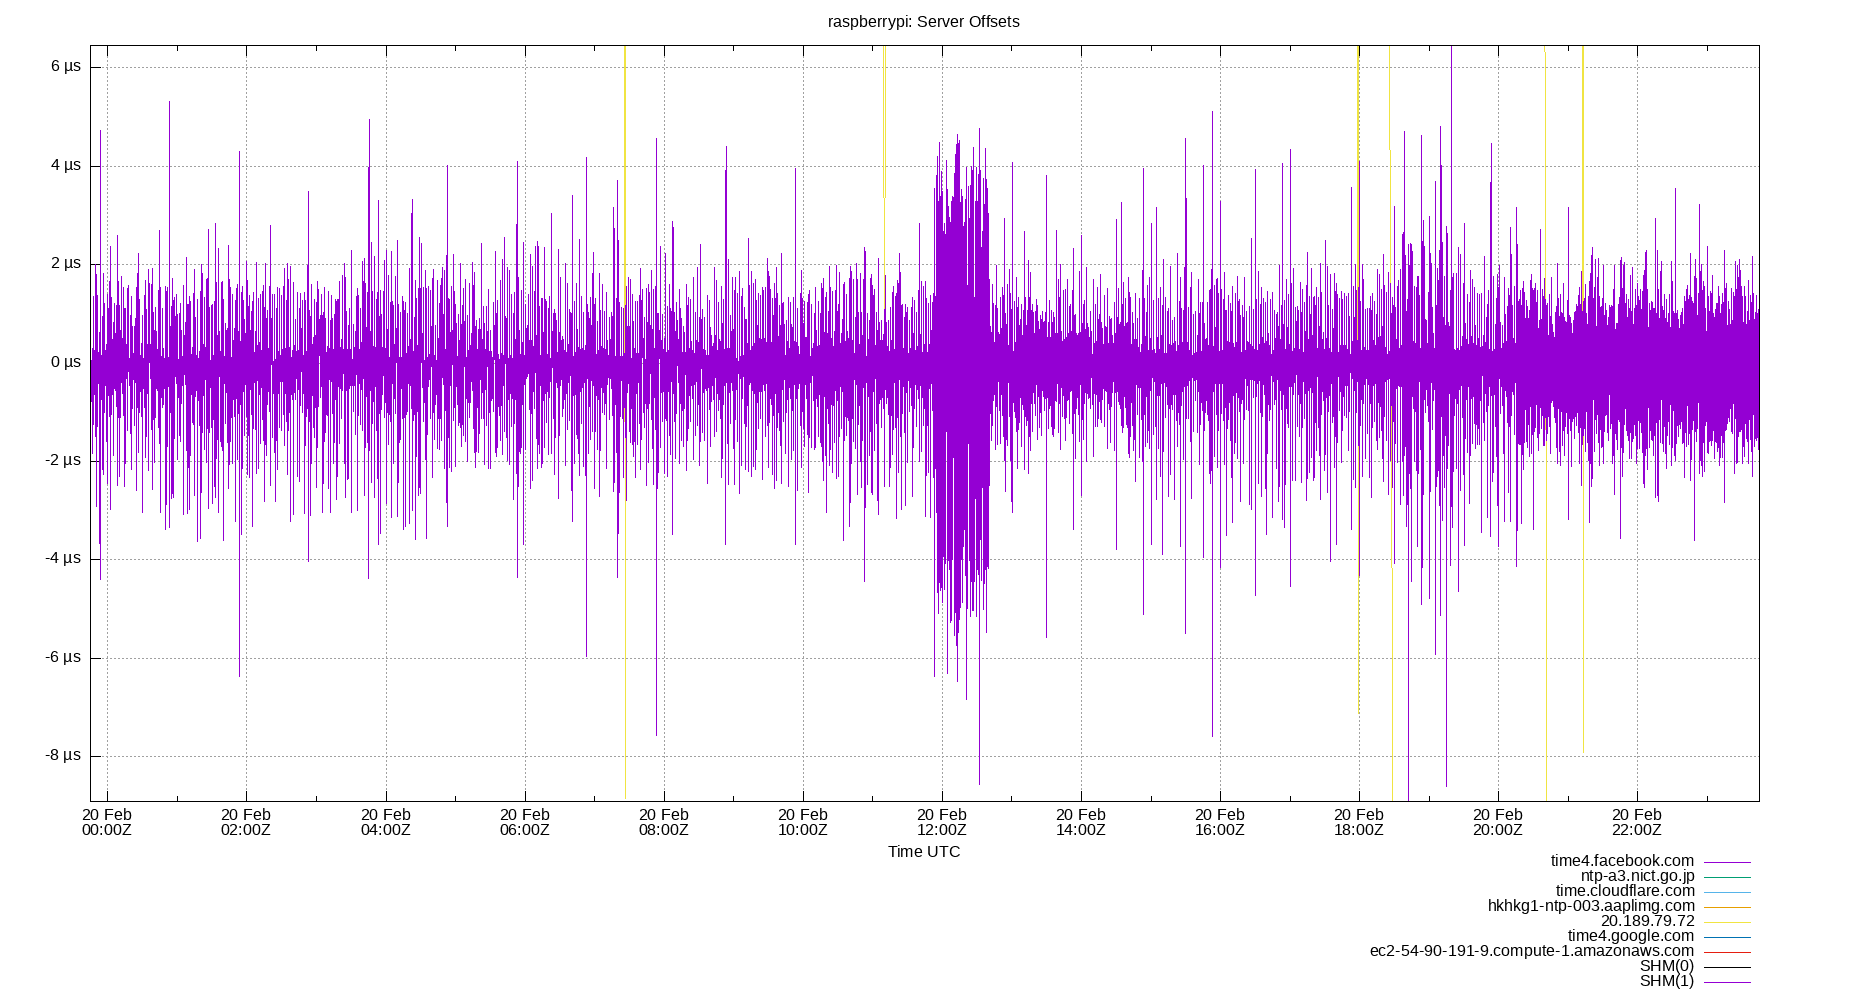 raspberrypi: Server Offsets
6 µs
4 µs
2 µs
0 µs
-2 µs
-4 µs
-6 µs
-8 µs
20 Feb 20 Feb 20 Feb 20 Feb 20 Feb 20 Feb 20 Feb 20 Feb 20 Feb 20 Feb 20 Feb 20 Feb
00:00Z 02:00Z 04:00Z 06:00Z 08:00Z 10:00Z 12:00Z 14:00Z 16:00Z 18:00Z 20:00Z 22:00Z
Time UTC
time4.facebook.com
ntp-a3.nict.go.jp
time.cloudflare.com
hkhkg1-ntp-003.aaplimg.com
20.189.79.72
time4.google.com
ec2-54-90-191-9.compute-1.amazonaws.com
SHM(0)
SHM(1)